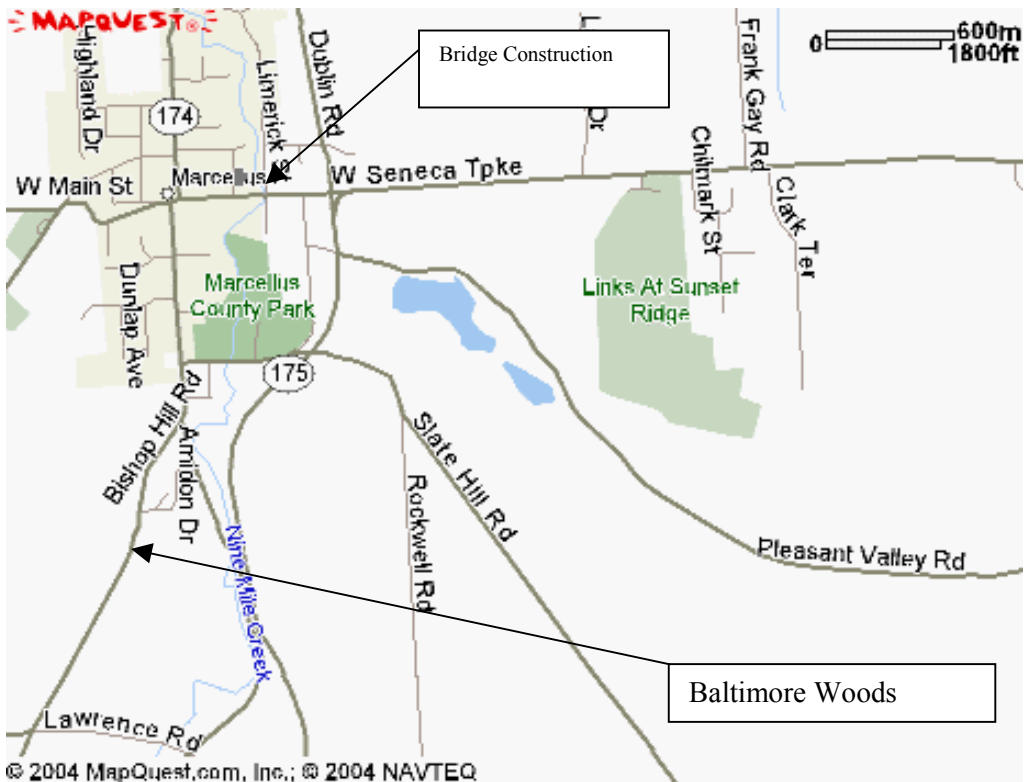 MAPQUEST®
600m
0
1800ft
Bridge Construction
Highland Dr
174
Limerick St
Dublin Rd
Dr
Frank Gay Rd
Chilmark St
Clark Ter
W Main St
Marcellus
W Seneca Tpke
Dunlap Ave
Marcellus
County Park
Links At Sunset
Ridge
175
Bishop Hill Rd
Amidon Dr
Slate Hill Rd
Rockwell Rd
Nine Mile Creek
Pleasant Valley Rd
Baltimore Woods
Lawrence Rd
© 2004 MapQuest.com, Inc.; © 2004 NAVTEQ